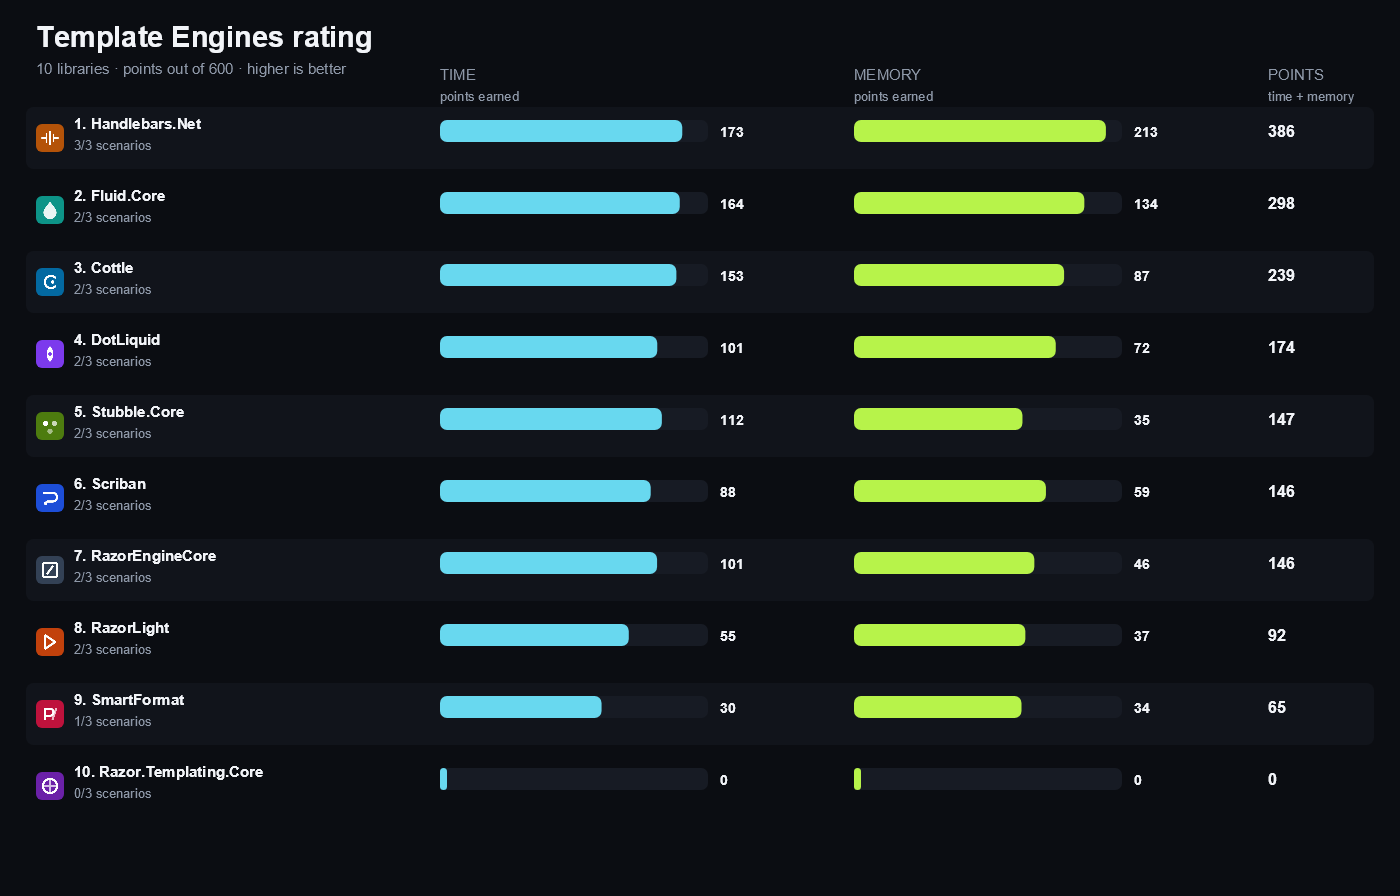 Template Engines rating
10 libraries · points out of 600 · higher is better
TIME
points earned
MEMORY
points earned
POINTS
time + memory
1. Handlebars.Net
3/3 scenarios
173
213
386
2. Fluid.Core
2/3 scenarios
164
134
298
3. Cottle
2/3 scenarios
153
87
239
4. DotLiquid
2/3 scenarios
101
72
174
5. Stubble.Core
2/3 scenarios
112
35
147
6. Scriban
2/3 scenarios
88
59
146
7. RazorEngineCore
2/3 scenarios
101
46
146
8. RazorLight
2/3 scenarios
55
37
92
9. SmartFormat
1/3 scenarios
30
34
65
10. Razor.Templating.Core
0/3 scenarios
0
0
0